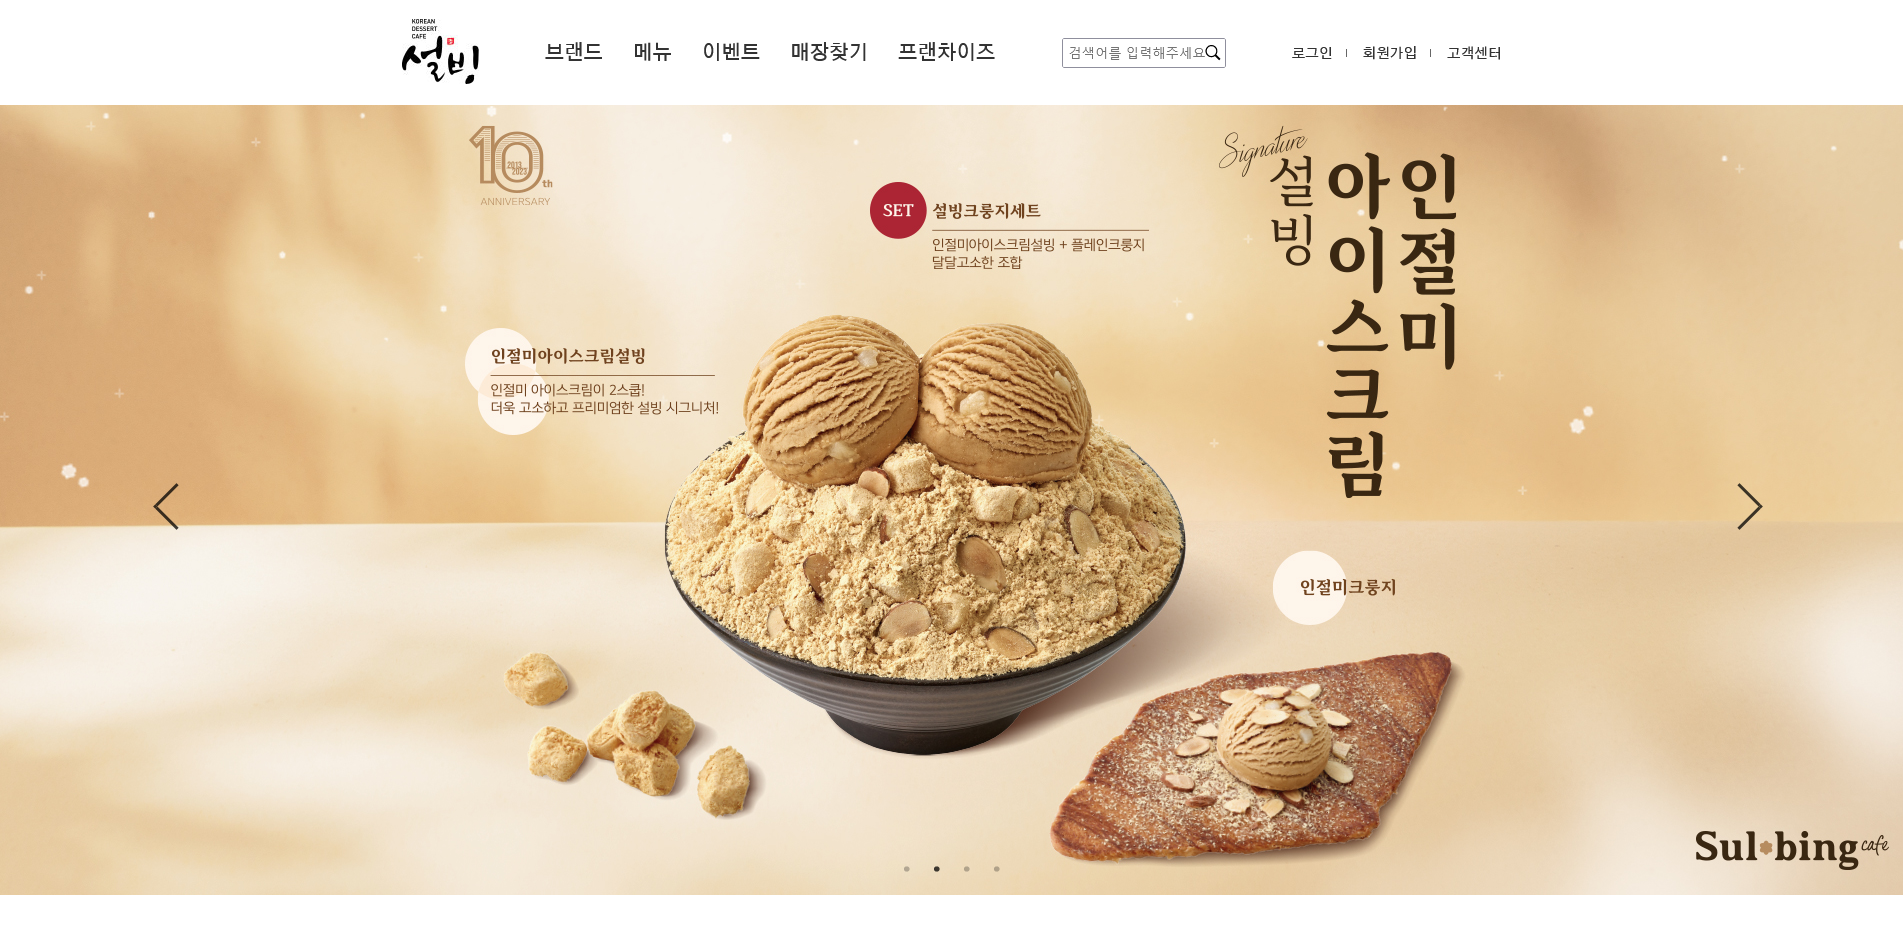 KOREAN
DESSERT
CAFE
설빙
브랜드 메뉴 이벤트 매장찾기 프랜차이즈
검색어를 입력해주세요
로그인 회원가입 고객센터
10th
2013
2023
ANNIVERSARY
SET
설빙크룽지세트
인절미아이스크림설빙 + 플레인크룽지
달달고소한 조합
Signature
설빙
인절미
아이스크림
인절미아이스크림설빙
인절미 아이스크림이 2스쿱!
더욱 고소하고 프리미엄한 설빙 시그니처!
인절미크룽지
Sulbing cafe